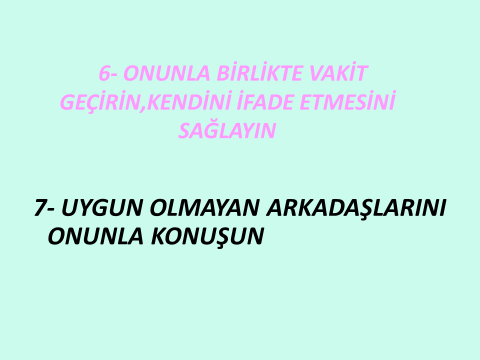 6- ONUNLA BİRLİKTE VAKİT
GEÇİRİN,KENDİNİ İFADE ETMESİNİ
SAĞLAYIN
7- UYGUN OLMAYAN ARKADAŞLARINI
ONUNLA KONUŞUN